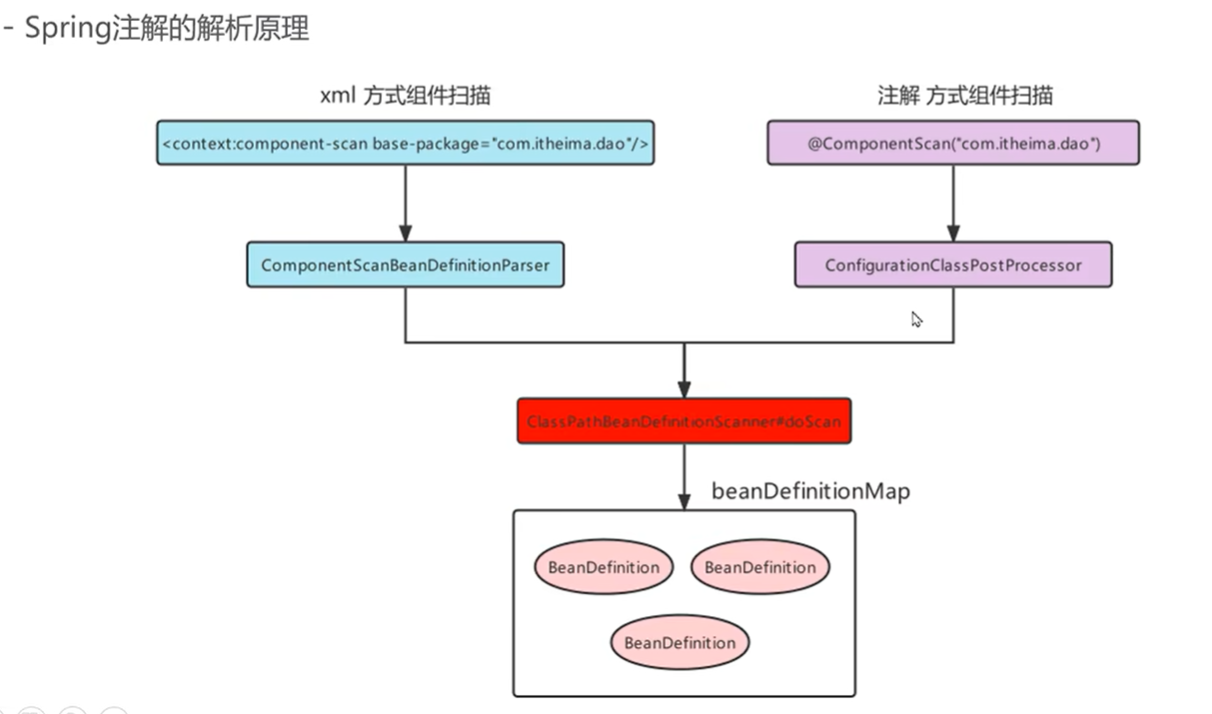 - Spring注解的解析原理
xml 方式组件扫描
注解 方式组件扫描
<context:component-scan base-package="com.itheima.dao"/>
@ComponentScan("com.itheima.dao")
ComponentScanBeanDefinitionParser
ConfigurationClassPostProcessor
ClassPathBeanDefinitionScanner#doScan
beanDefinitionMap
BeanDefinition
BeanDefinition
BeanDefinition